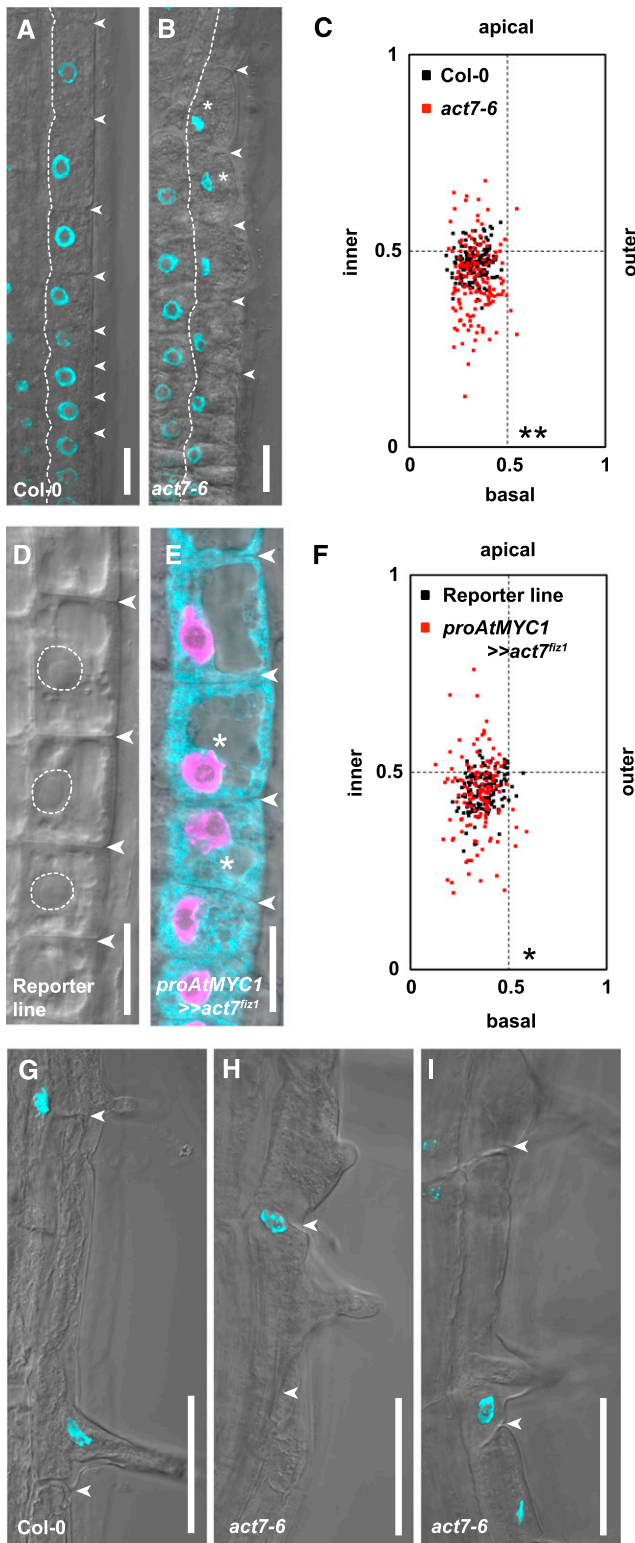 A
B
C
apical
1
Col-0
act7-6
inner
0.5
outer
**
0
0
0.5
1
basal
Col-0
act7-6
*
*
D
E
F
apical
1
Reporter line
proAtMYC1
>>act7fiz1
inner
0.5
outer
*
0
0
0.5
1
basal
*
*
Reporter
line
proAtMYC1
>>act7fiz1
G
H
I
Col-0
act7-6
act7-6